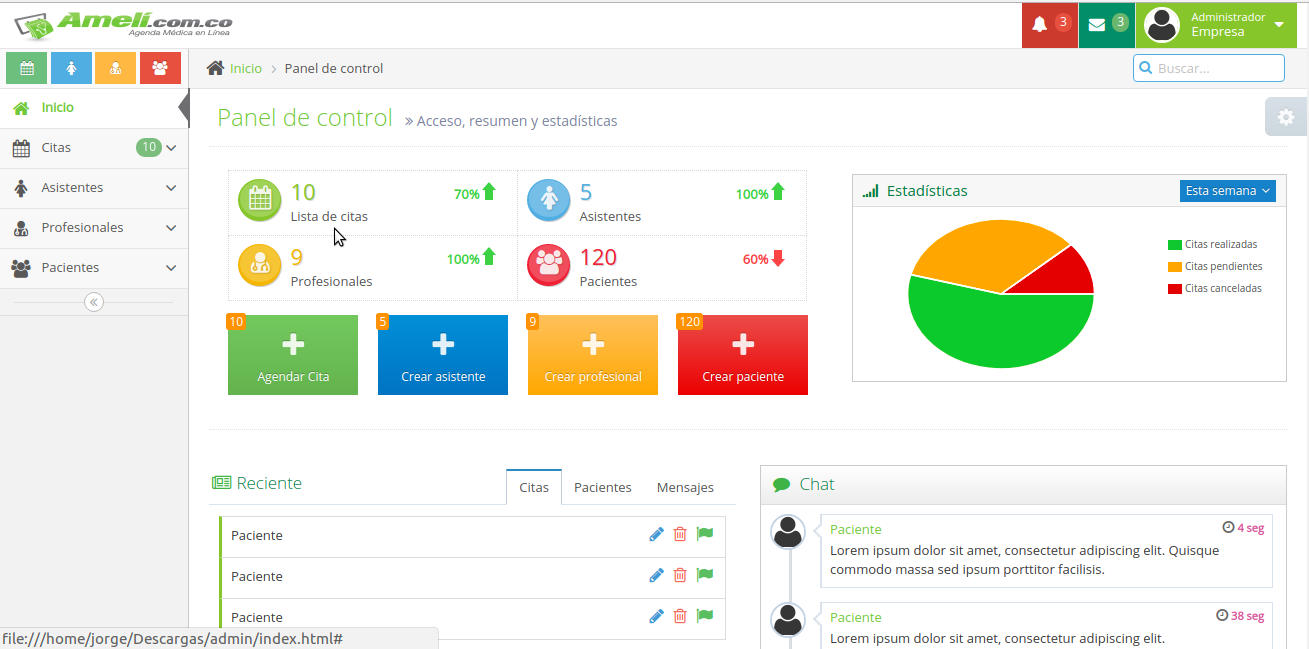 Ameli.com.co
Agenda Médica en Línea
3
3
Administrador
Empresa
Inicio
Panel de control
Buscar...
Inicio
Citas
10
Asistentes
Profesionales
Pacientes
Panel de control
» Acceso, resumen y estadísticas
10
70%
Lista de citas
5
100%
Asistentes
9
100%
Profesionales
120
60%
Pacientes
10
Agendar Cita
5
Crear asistente
9
Crear profesional
120
Crear paciente
Estadísticas
Esta semana
Citas realizadas
Citas pendientes
Citas canceladas
Reciente
Citas
Pacientes
Mensajes
Paciente
Paciente
Paciente
Chat
Paciente
4 seg
Lorem ipsum dolor sit amet, consectetur adipiscing elit. Quisque
commodo massa sed ipsum porttitor facilisis.
Paciente
38 seg
Lorem ipsum dolor sit amet, consectetur adipiscing elit.
file:///home/jorge/Descargas/admin/index.html#